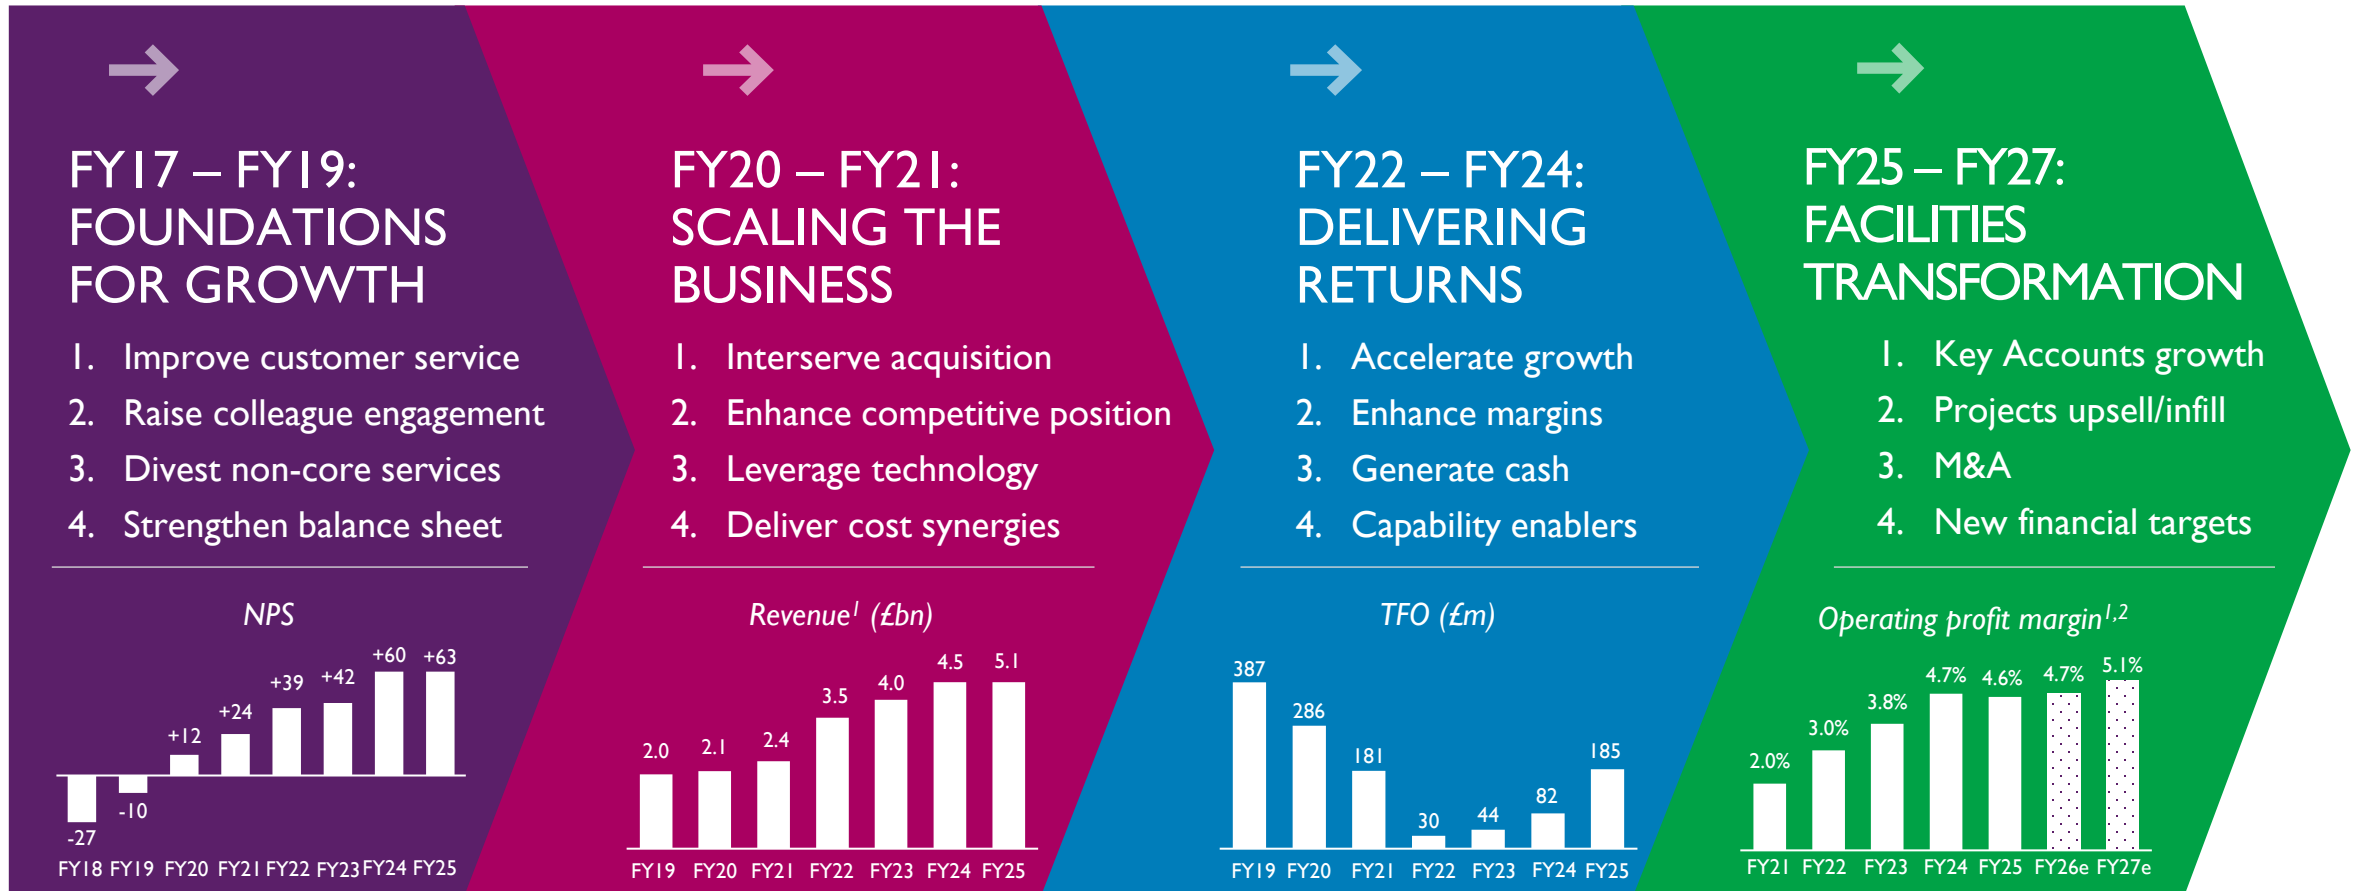 FY17 – FY19:
FOUNDATIONS
FOR GROWTH
1. Improve customer service
2. Raise colleague engagement
3. Divest non-core services
4. Strengthen balance sheet
NPS
-27
-10
+12
+24
+39
+42
+60
+63
FY18 FY19 FY20 FY21 FY22 FY23 FY24 FY25
FY20 – FY21:
SCALING THE
BUSINESS
1. Interserve acquisition
2. Enhance competitive position
3. Leverage technology
4. Deliver cost synergies
Revenue¹ (£bn)
2.0
2.1
2.4
3.5
4.0
4.5
5.1
FY19 FY20 FY21 FY22 FY23 FY24 FY25
FY22 – FY24:
DELIVERING
RETURNS
1. Accelerate growth
2. Enhance margins
3. Generate cash
4. Capability enablers
TFO (£m)
387
286
181
30
44
82
185
FY19 FY20 FY21 FY22 FY23 FY24 FY25
FY25 – FY27:
FACILITIES
TRANSFORMATION
1. Key Accounts growth
2. Projects upsell/infill
3. M&A
4. New financial targets
Operating profit margin¹,²
2.0%
3.0%
3.8%
4.7%
4.6%
4.7%
5.1%
FY21 FY22 FY23 FY24 FY25 FY26e FY27e